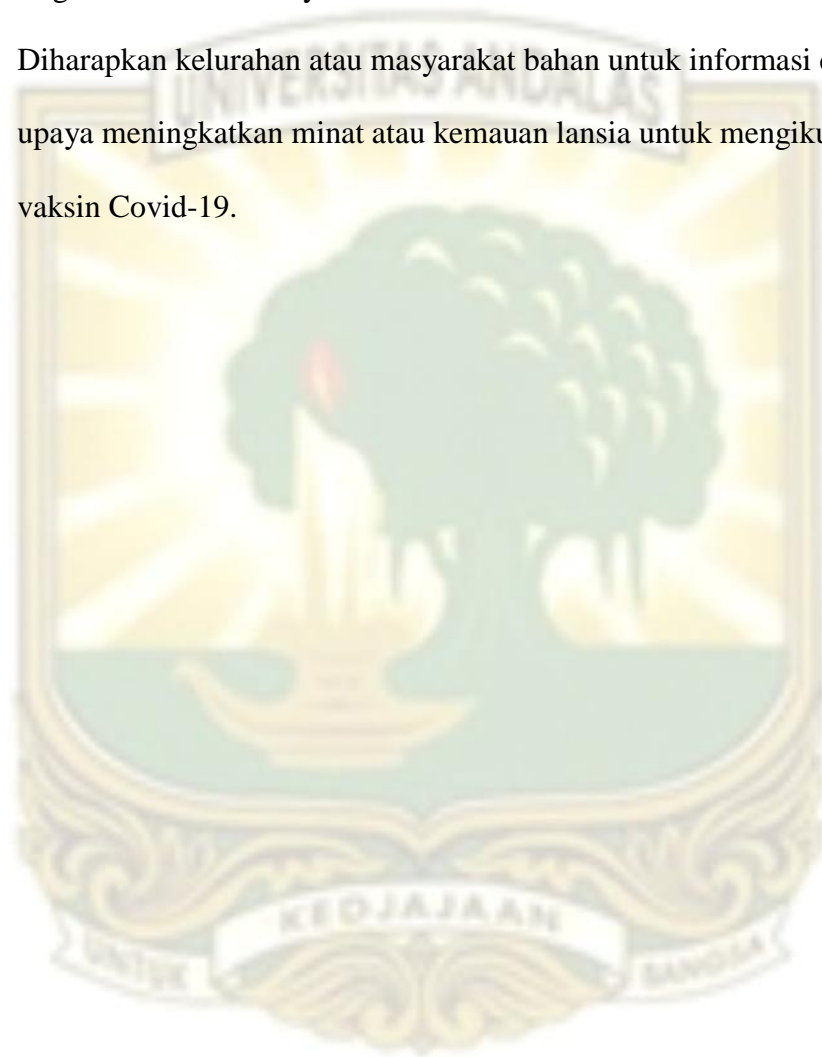 Diharapkan kelurahan atau masyarakat bahan untuk informasi
upaya meningkatkan minat atau kemauan lansia untuk
vaksin Covid-19.
UNIVERSITAS ANDALAS
KEDJAJAAN
UNTUK
BANGSA